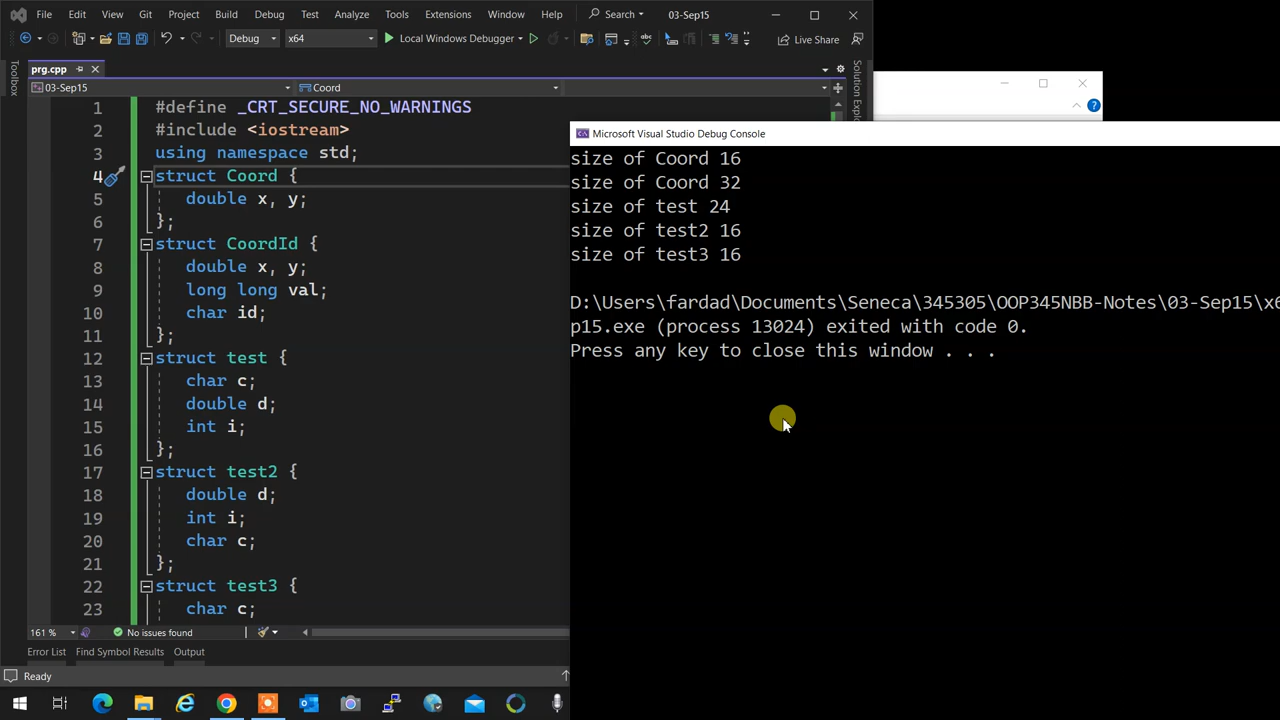 File Edit View Git Project Build Debug Test Analyze Tools Extensions Window Help Search 03-Sep15
Debug x64 Local Windows Debugger Live Share
prg.cpp
03-Sep15 Coord
Toolbox
Solution Explo
1 #define _CRT_SECURE_NO_WARNINGS
2 #include <iostream>
3 using namespace std;
4 struct Coord {
5 double x, y;
6 };
7 struct CoordId {
8 double x, y;
9 long long val;
10 char id;
11 };
12 struct test {
13 char c;
14 double d;
15 int i;
16 };
17 struct test2 {
18 double d;
19 int i;
20 char c;
21 };
22 struct test3 {
23 char c;
161 % No issues found
Error List Find Symbol Results Output
Ready
Microsoft Visual Studio Debug Console
size of Coord 16
size of Coord 32
size of test 24
size of test2 16
size of test3 16
D:\Users\fardad\Documents\Seneca\345305\OOP345NBB-Notes\03-Sep15\x6
p15.exe (process 13024) exited with code 0.
Press any key to close this window . . .